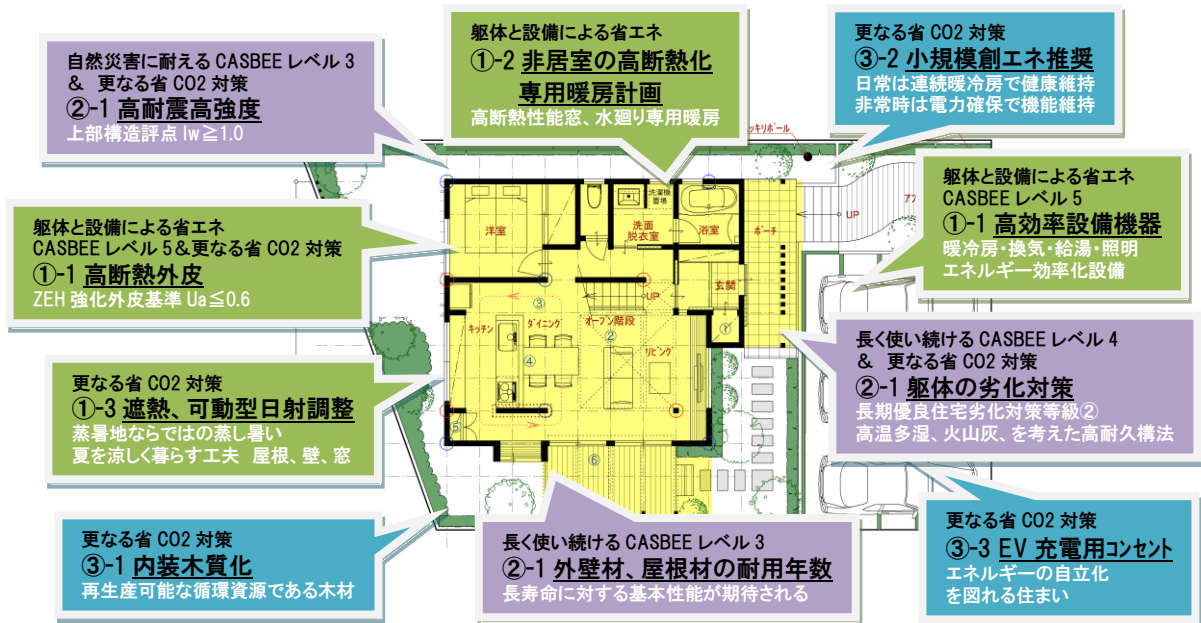 自然災害に耐える CASBEE レベル 3
& 更なる省 CO2 対策
②-1 高耐震高強度
上部構造評点 Iw≧1.0
躯体と設備による省エネ
①-2 非居室の高断熱化
専用暖房計画
高断熱性能窓、水廻り専用暖房
更なる省 CO2 対策
③-2 小規模創エネ推奨
日常は連続暖冷房で健康維持
非常時は電力確保で機能維持
躯体と設備による省エネ
CASBEE レベル 5&更なる省 CO2 対策
①-1 高断熱外皮
ZEH 強化外皮基準 Ua≦0.6
躯体と設備による省エネ
CASBEE レベル 5
①-1 高効率設備機器
暖冷房・換気・給湯・照明
エネルギー効率化設備
更なる省 CO2 対策
①-3 遮熱、可動型日射調整
蒸暑地ならではの蒸し暑い
夏を涼しく暮らす工夫 屋根、壁、窓
長く使い続ける CASBEE レベル 4
& 更なる省 CO2 対策
②-1 躯体の劣化対策
長期優良住宅劣化対策等級②
高温多湿、火山灰、を考えた高耐久構法
更なる省 CO2 対策
③-1 内装木質化
再生産可能な循環資源である木材
長く使い続ける CASBEE レベル 3
②-1 外壁材、屋根材の耐用年数
長寿命に対する基本性能が期待される
更なる省 CO2 対策
③-3 EV 充電用コンセント
エネルギーの自立化
を図れる住まい
ッキリポール
洋室
洗濯機
置場
洗面
脱衣室
浴室
ポーチ
UP
ア
玄関
UP
③
キッチン
ダイニング
オープン階段
②
①
リビング
④
⑤
⑥